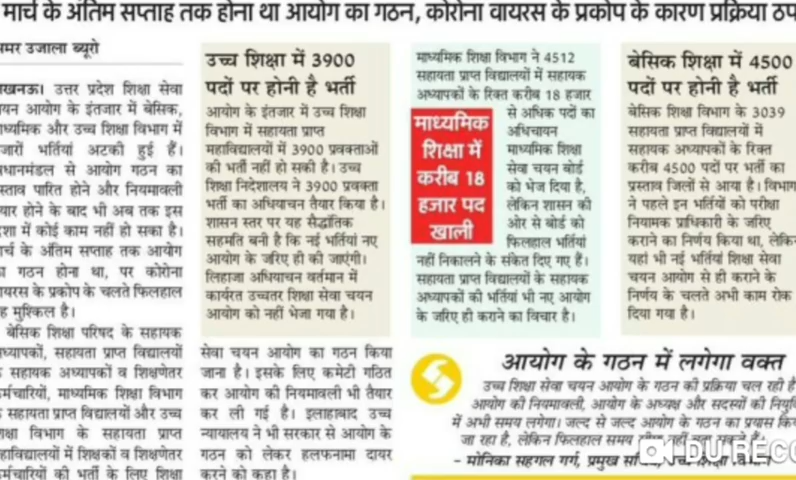 मार्च के अंतिम सप्ताह तक होना था आयोग का गठन, कोरोना वायरस के प्रकोप के कारण प्रक्रिया ठप
अमर उजाला ब्यूरो
लखनऊ। उत्तर प्रदेश शिक्षा सेवा
चयन आयोग के इंतजार में बेसिक,
माध्यमिक और उच्च शिक्षा विभाग में
हजारों भर्तियां अटकी हुई हैं।
विधानमंडल से आयोग गठन का
प्रस्ताव पारित होने और नियमावली
तैयार होने के बाद भी अब तक इस
दिशा में कोई काम नहीं हो सका है।
मार्च के अंतिम सप्ताह तक आयोग
का गठन होना था, पर कोरोना
वायरस के प्रकोप के चलते फिलहाल
यह मुश्किल है।
बेसिक शिक्षा परिषद के सहायक
अध्यापकों, सहायता प्राप्त विद्यालयों
के सहायक अध्यापकों व शिक्षणेतर
कर्मचारियों, माध्यमिक शिक्षा विभाग
के सहायता प्राप्त विद्यालयों और उच्च
शिक्षा विभाग के सहायता प्राप्त
महाविद्यालयों में शिक्षकों व शिक्षणेतर
कर्मचारियों की भर्ती के लिए शिक्षा
सेवा चयन आयोग का गठन किया
जाना है। इसके लिए कमेटी गठित
कर आयोग की नियमावली भी तैयार
कर ली गई है। इलाहाबाद उच्च
न्यायालय ने भी सरकार से आयोग के
गठन को लेकर हलफनामा दायर
करने को कहा है।
उच्च शिक्षा में 3900
पदों पर होनी है भर्ती
आयोग के इंतजार में उच्च शिक्षा
विभाग में सहायता प्राप्त
महाविद्यालयों में 3900 प्रवक्ताओं
की भर्ती नहीं हो सकी है। उच्च
शिक्षा निदेशालय ने 3900 प्रवक्ता
भर्ती का अधियाचन तैयार किया है।
शासन स्तर पर यह सैद्धांतिक
सहमति बनी है कि नई भर्तियां नए
आयोग के जरिए ही की जाएंगी।
लिहाजा अधियाचन वर्तमान में
कार्यरत उच्चतर शिक्षा सेवा चयन
आयोग को नहीं भेजा गया है।
माध्यमिक शिक्षा विभाग ने 4512
सहायता प्राप्त विद्यालयों में सहायक
अध्यापकों के रिक्त करीब 18 हजार
से अधिक पदों का
अधियाचन
माध्यमिक शिक्षा
सेवा चयन बोर्ड
को भेज दिया है,
लेकिन शासन की
ओर से बोर्ड को
फिलहाल भर्तियां
नहीं निकालने के संकेत दिए गए हैं।
सहायता प्राप्त विद्यालयों के सहायक
अध्यापकों की भर्तियां भी नए आयोग
के जरिए ही कराने का विचार है।
माध्यमिक
शिक्षा में
करीब 18
हजार पद
खाली
बेसिक शिक्षा में 4500
पदों पर होनी है भर्ती
बेसिक शिक्षा विभाग के 3039
सहायता प्राप्त विद्यालयों में
सहायक अध्यापकों के रिक्त
करीब 4500 पदों पर भर्ती का
प्रस्ताव जिलों से आया है। विभाग
ने पहले इन भर्तियों को परीक्षा
नियामक प्राधिकारी के जरिए
कराने का निर्णय किया था, लेकिन
यहां भी नई भर्तियां शिक्षा सेवा
चयन आयोग से ही कराने के
निर्णय के चलते अभी काम रोक
दिया गया है।
आयोग के गठन में लगेगा वक्त
उच्च शिक्षा सेवा चयन आयोग के गठन की प्रक्रिया चल रही है
आयोग की नियमावली, आयोग के अध्यक्ष और सदस्यों की नियुक्ति
में अभी समय लगेगा। जल्द से जल्द आयोग के गठन का प्रयास किया
जा रहा है, लेकिन फिलहाल समय नहीं
- मोनिका सहगल गर्ग, प्रमुख उच्च शिक्षा
DU RECO